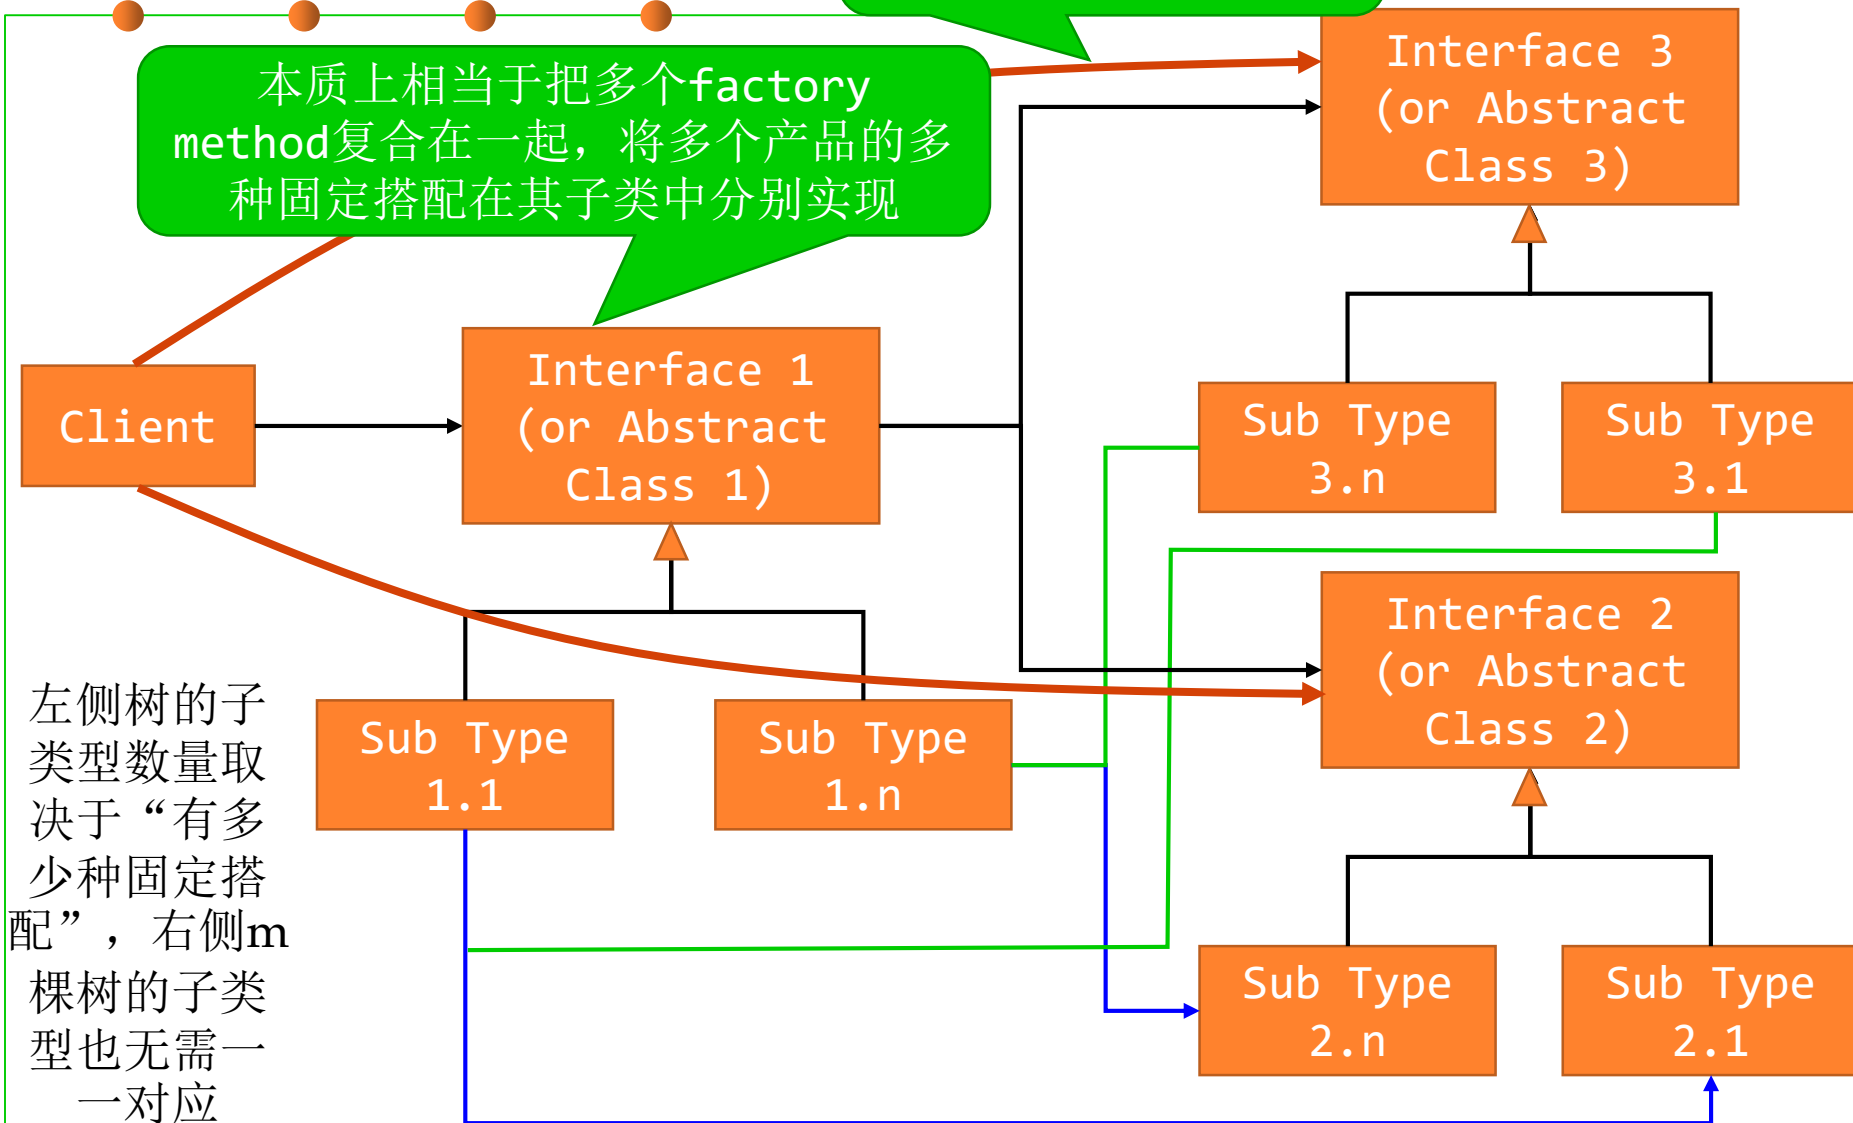 本质上相当于把多个factory
method复合在一起，将多个产品的多
种固定搭配在其子类中分别实现
Interface 3
(or Abstract
Class 3)
Client
Interface 1
(or Abstract
Class 1)
Sub Type
3.n
Sub Type
3.1
Interface 2
(or Abstract
Class 2)
左侧树的子
类型数量取
决于“有多
少种固定搭
配”，右侧m
棵树的子类
型也无需一
一对应
Sub Type
1.1
Sub Type
1.n
Sub Type
2.n
Sub Type
2.1